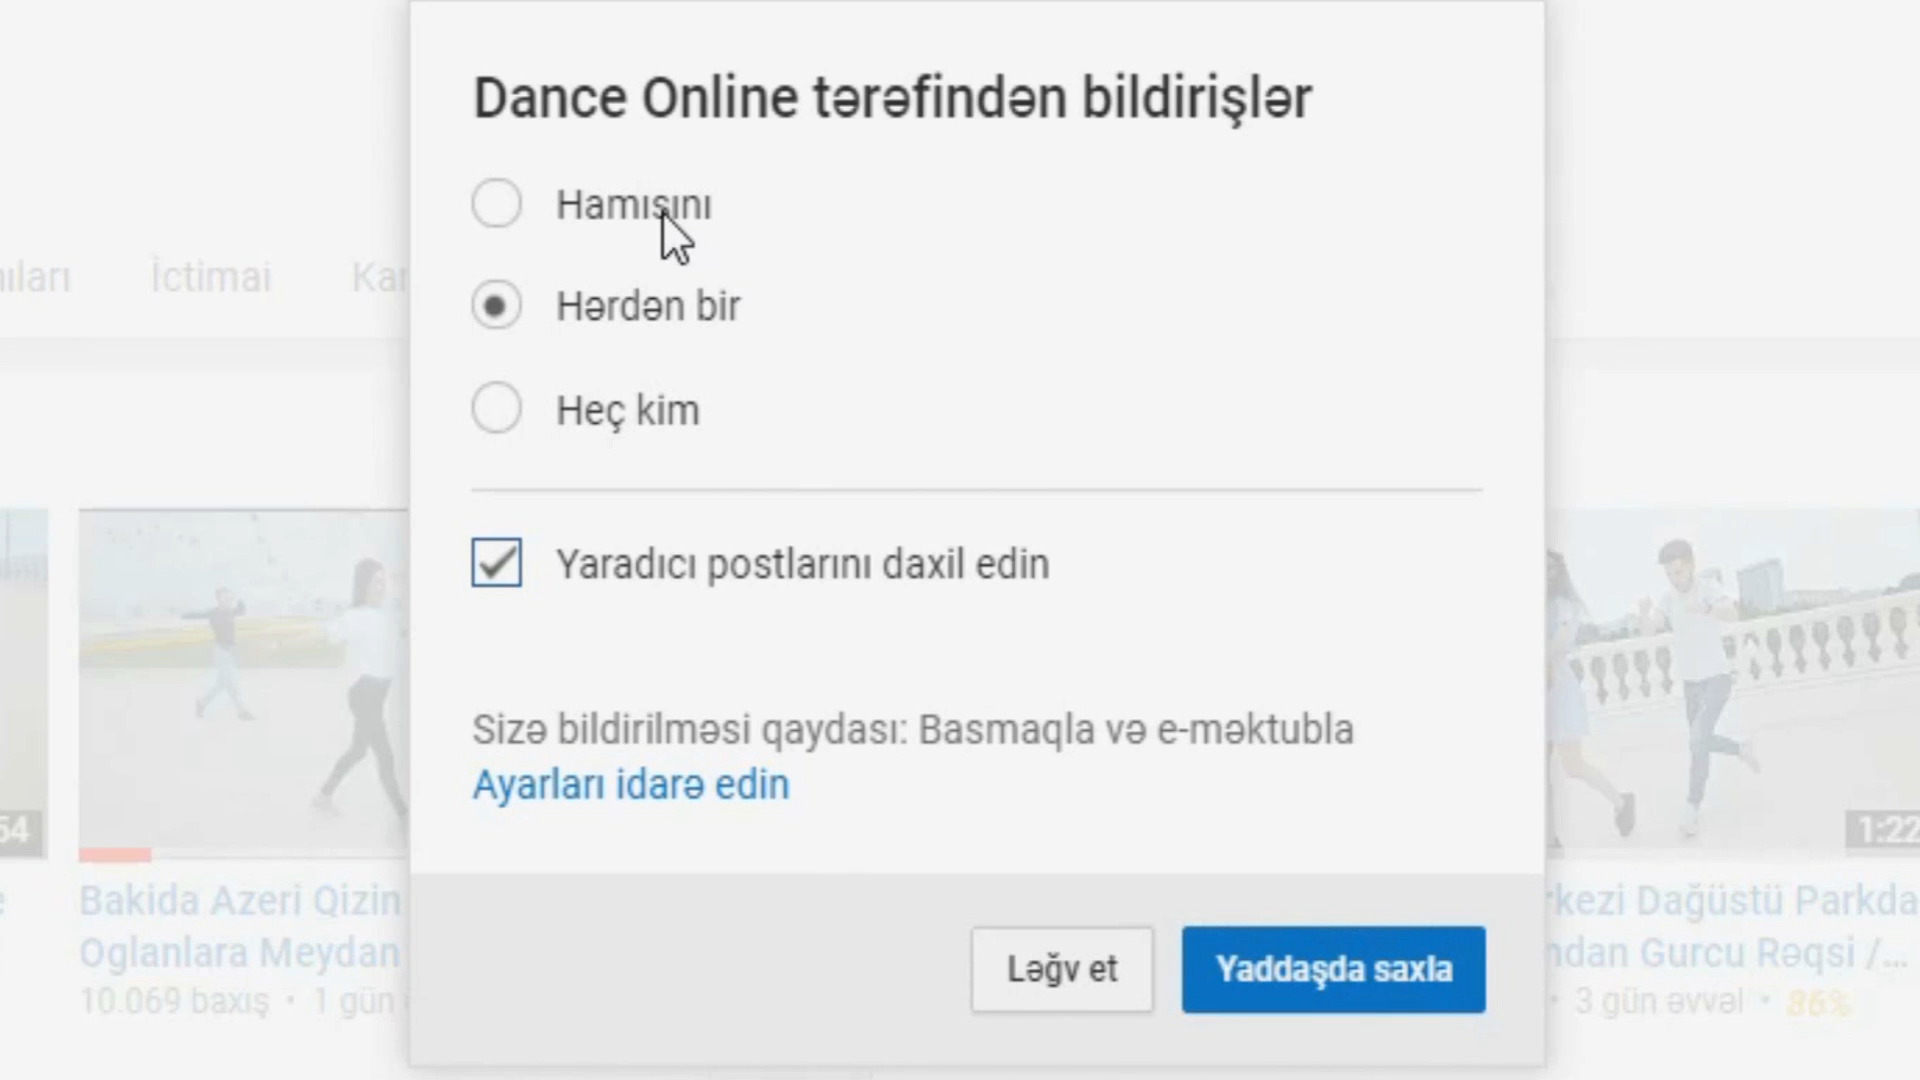 Dance Online tərəfindən bildirişlər
Hamısını
İctimai
Hərdən bir
Heç kim
Yaradıcı postlarını daxil edin
Sizə bildirilməsi qaydası: Basmaqla və e-məktubla
Ayarları idarə edin
54
1:22
Bakida Azeri Qizin
Oglanlara Meydan
10.069 baxış • 1 gün
Dağüstü Parkda
Gurcu Rəqsi /...
• 3 gün əvvəl • 86%
Ləğv et
Yaddaşda saxla